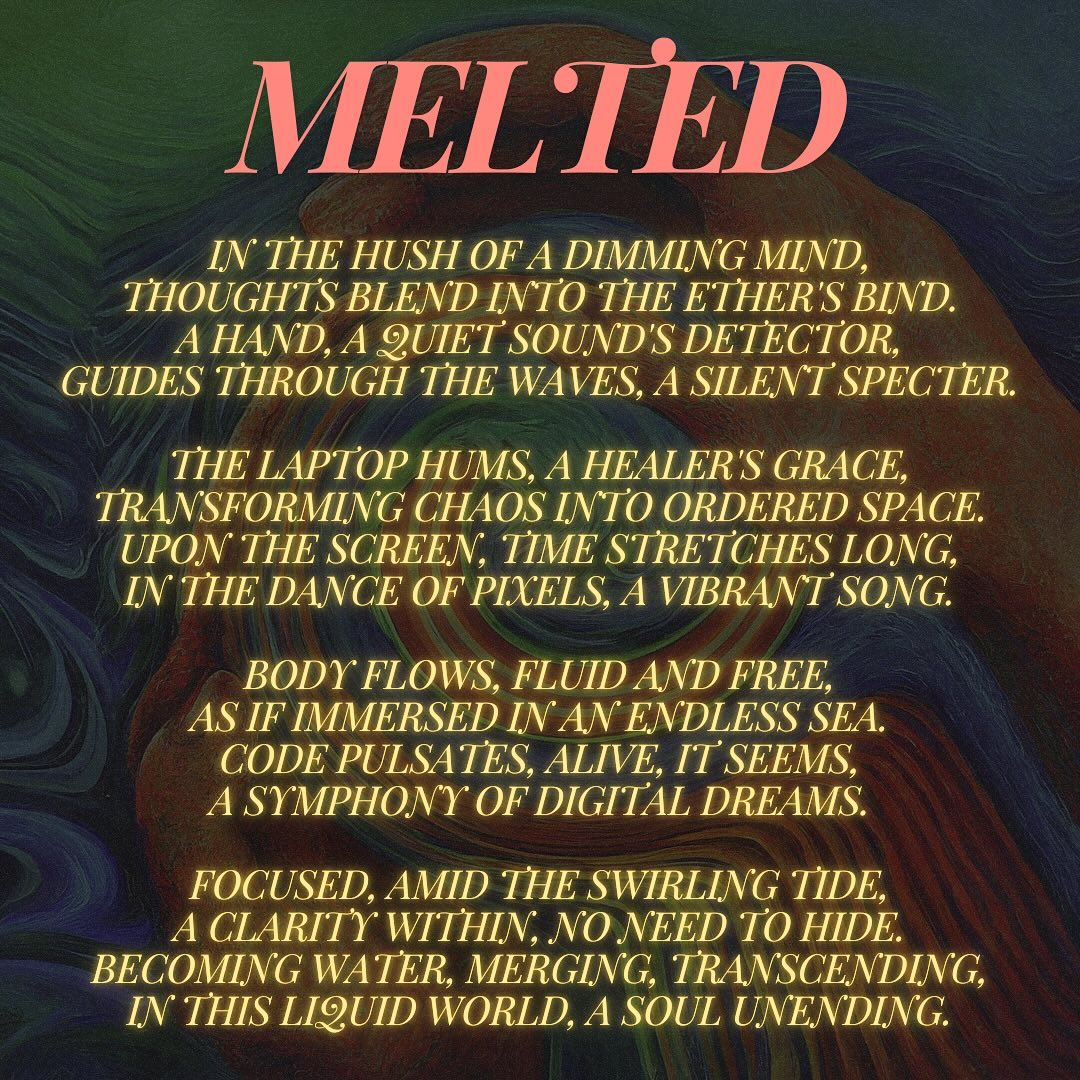 MELTED
IN THE HUSH OF A DIMMING MIND,
THOUGHTS BLEND INTO THE ETHER'S BIND.
A HAND, A QUIET SOUND'S DETECTOR,
GUIDES THROUGH THE WAVES, A SILENT SPECTER.
THE LAPTOP HUMS, A HEALER'S GRACE,
TRANSFORMING CHAOS INTO ORDERED SPACE.
UPON THE SCREEN, TIME STRETCHES LONG,
IN THE DANCE OF PIXELS, A VIBRANT SONG.
BODY FLOWS, FLUID AND FREE,
AS IF IMMERSED IN AN ENDLESS SEA.
CODE PULSATES, ALIVE, IT SEEMS,
A SYMPHONY OF DIGITAL DREAMS.
FOCUSED, AMID THE SWIRLING TIDE,
A CLARITY WITHIN, NO NEED TO HIDE.
BECOMING WATER, MERGING, TRANSCENDING,
IN THIS LIQUID WORLD, A SOUL UNENDING.